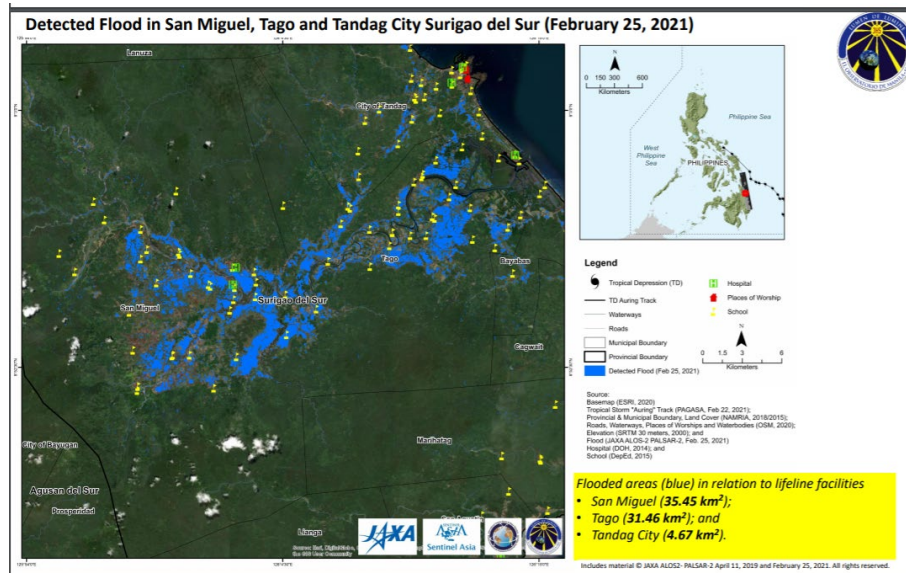 Detected Flood in San Miguel, Tago and Tandag City Surigao del Sur (February 25, 2021)
Lanuza
City of Tandag
Tago
Bayabas
San Miguel
Surigao del Sur
Cagwait
City of Bayugan
Marihatag
Agusan del Sur
Prosperidad
Lianga
JAXA
Sentinel Asia
N
0 150 300 600
Kilometers
Philippine Sea
West Philippine Sea
PHILIPPINES
Legend
Tropical Depression (TD)
TD Auring Track
Waterways
Roads
Municipal Boundary
Provincial Boundary
Detected Flood (Feb 25, 2021)
H Hospital
Places of Worship
School
N
0 1.5 3 6
Kilometers
Source:
Basemap (ESRI, 2020)
Tropical Storm "Auring" Track (PAGASA, Feb 22, 2021);
Provincial & Municipal Boundary, Land Cover (NAMRIA, 2018/2015);
Roads, Waterways, Places of Worships and Waterbodies (OSM, 2020);
Elevation (SRTM 30 meters, 2000); and
Flood (JAXA ALOS-2 PALSAR-2, Feb. 25, 2021)
Hospital (DOH, 2014); and
School (DepEd, 2015)
Flooded areas (blue) in relation to lifeline facilities
• San Miguel (35.45 km²);
• Tago (31.46 km²); and
• Tandag City (4.67 km²).
Includes material © JAXA ALOS2- PALSAR-2 April 11, 2019 and February 25, 2021. All rights reserved.